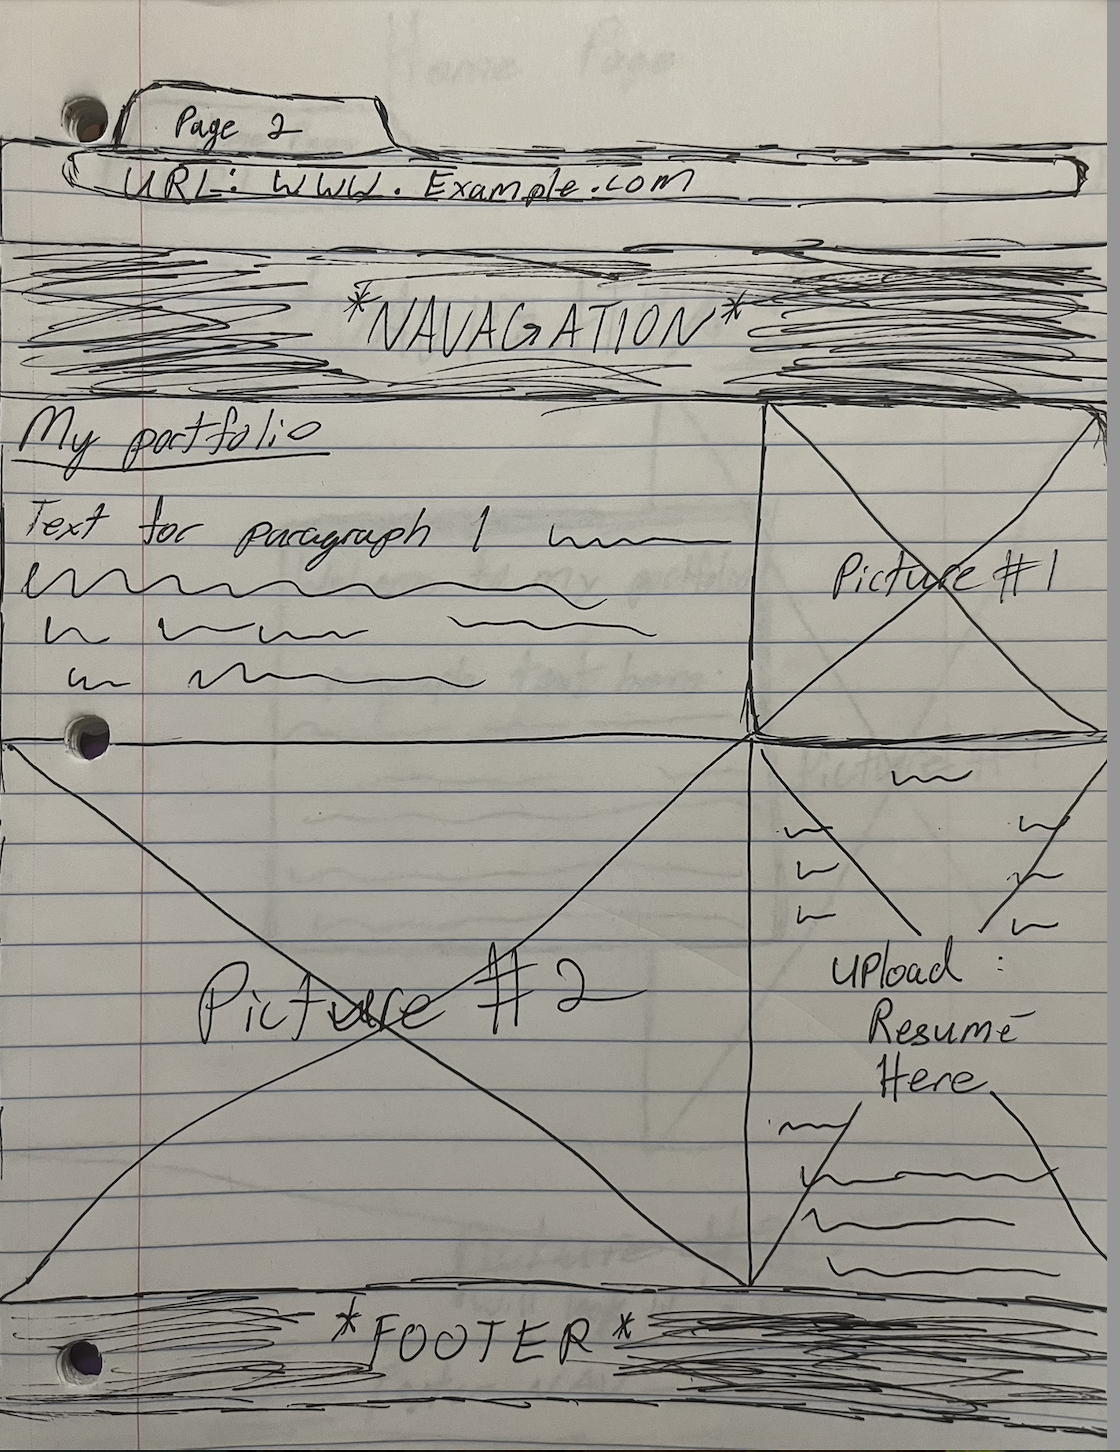 Page 2
URL: www.Example.com
*NAVAGATION*
My portfolio
Text for paragraph 1
Picture #1
Picture #2
Upload:
Resumé
Here
*FOOTER*